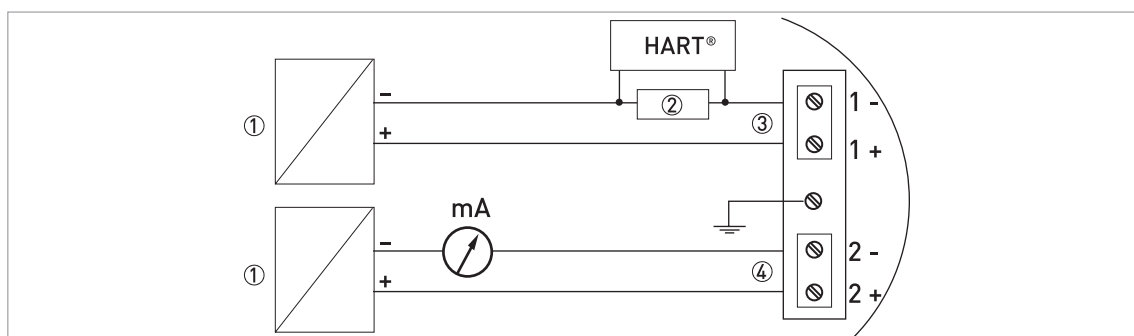 HART®
− ② 1 -
① ③
+ 1 +
mA
− 2 -
① ④
+ 2 +